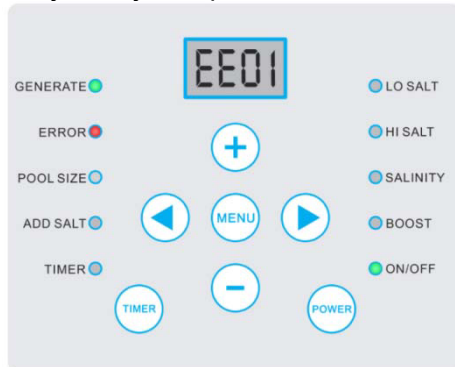 EE01
GENERATE
ERROR
POOL SIZE
ADD SALT
TIMER
MENU
TIMER
POWER
LO SALT
HI SALT
SALINITY
BOOST
ON/OFF